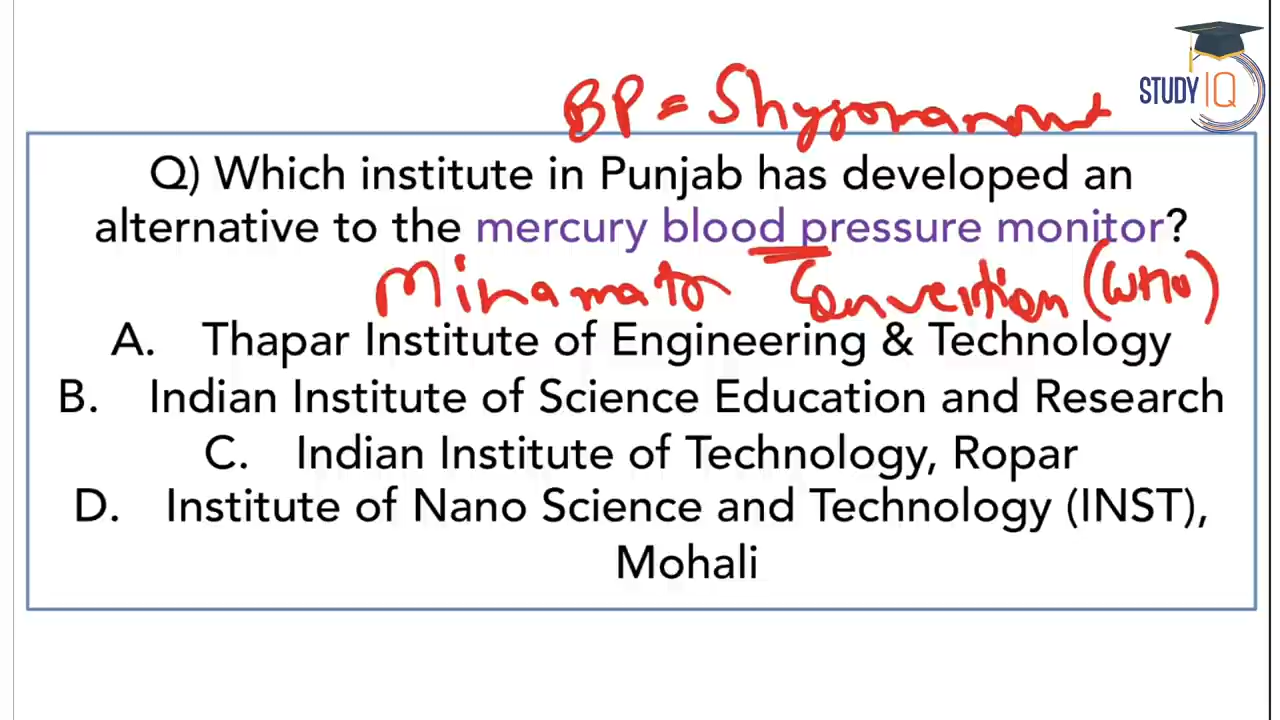 STUDY IQ
BP =
Q) Which institute in Punjab has developed an
alternative to the mercury blood pressure monitor?
Minamata Convention (WHO)
A. Thapar Institute of Engineering & Technology
B. Indian Institute of Science Education and Research
C. Indian Institute of Technology, Ropar
D. Institute of Nano Science and Technology (INST),
Mohali